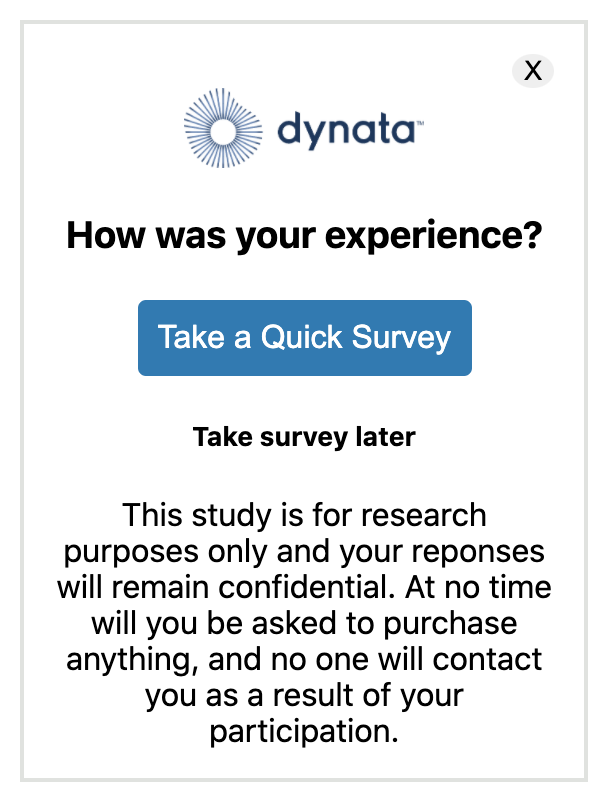 X
dynata™
How was your experience?
Take a Quick Survey
Take survey later
This study is for research
purposes only and your reponses
will remain confidential. At no time
will you be asked to purchase
anything, and no one will contact
you as a result of your
participation.